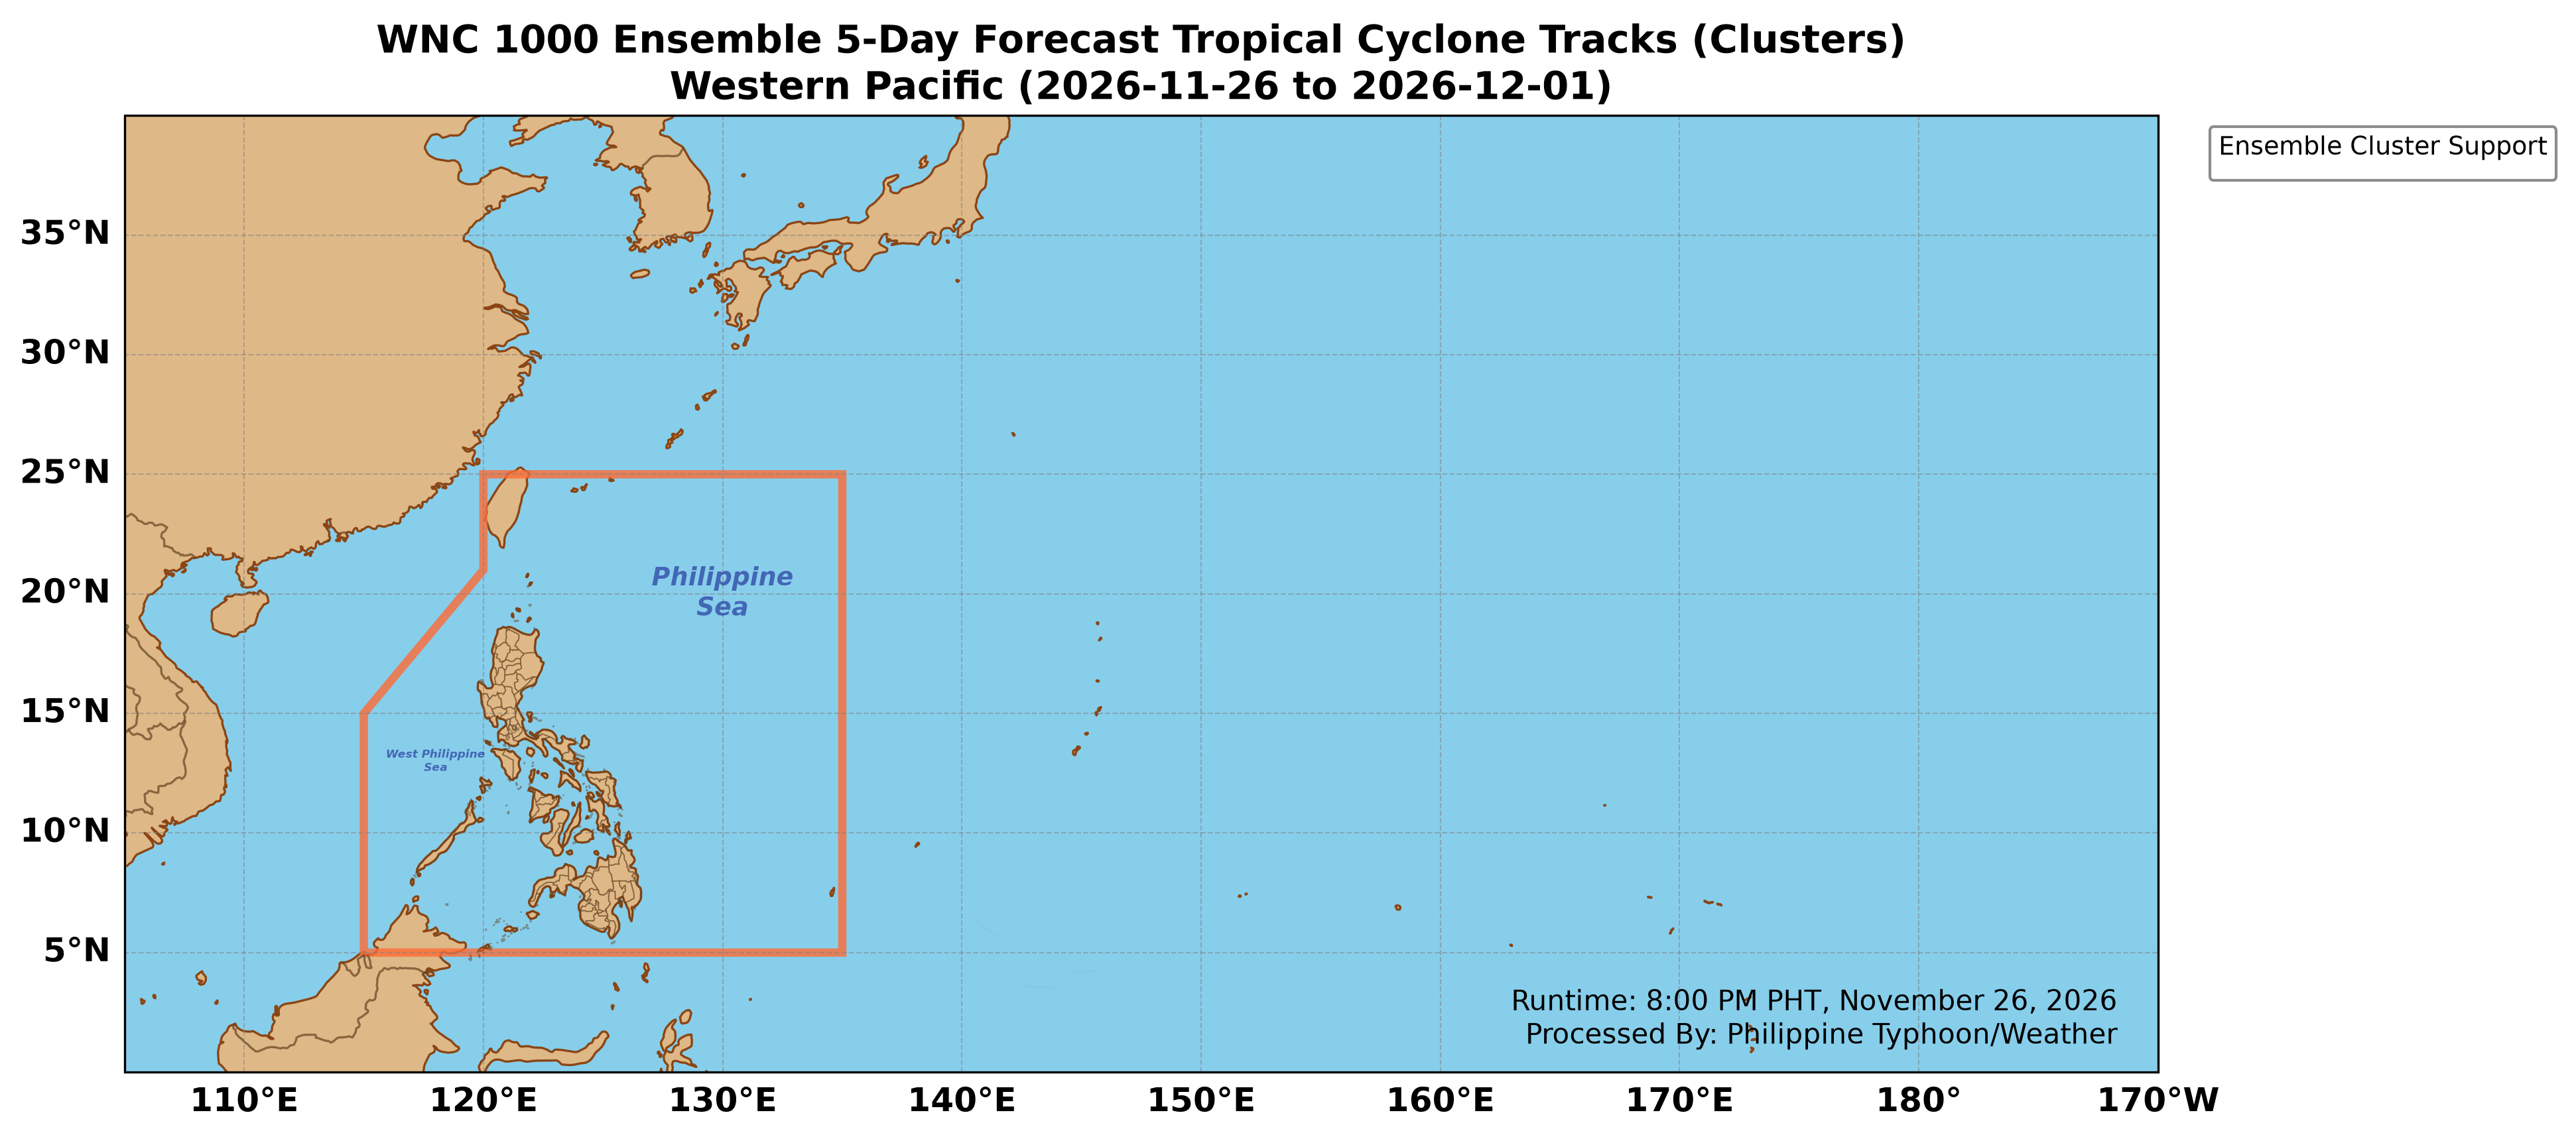 WNC 1000 Ensemble 5-Day Forecast Tropical Cyclone Tracks (Clusters)
Western Pacific (2026-11-26 to 2026-12-01)
Ensemble Cluster Support
35°N
30°N
25°N
Philippine
Sea
20°N
15°N
West Philippine
Sea
10°N
5°N
Runtime: 8:00 PM PHT, November 26, 2026
Processed By: Philippine Typhoon/Weather
110°E 120°E 130°E 140°E 150°E 160°E 170°E 180° 170°W